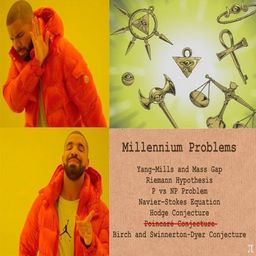 Millennium Problems
Yang-Mills and Mass Gap
Riemann Hypothesis
P vs NP Problem
Navier-Stokes Equation
Hodge Conjecture
Poincaré Conjecture
Birch and Swinnerton-Dyer Conjecture